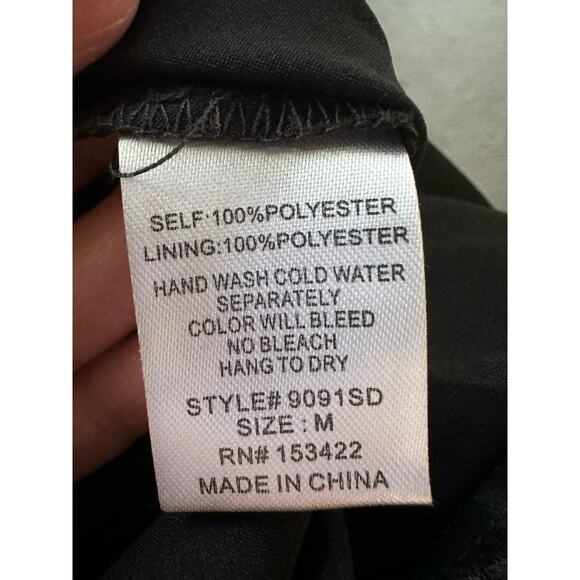 SELF:100%POLYESTER
LINING:100%POLYESTER
HAND WASH COLD WATER
SEPARATELY
COLOR WILL BLEED
NO BLEACH
HANG TO DRY
STYLE# 9091SD
SIZE : M
RN# 153422
MADE IN CHINA